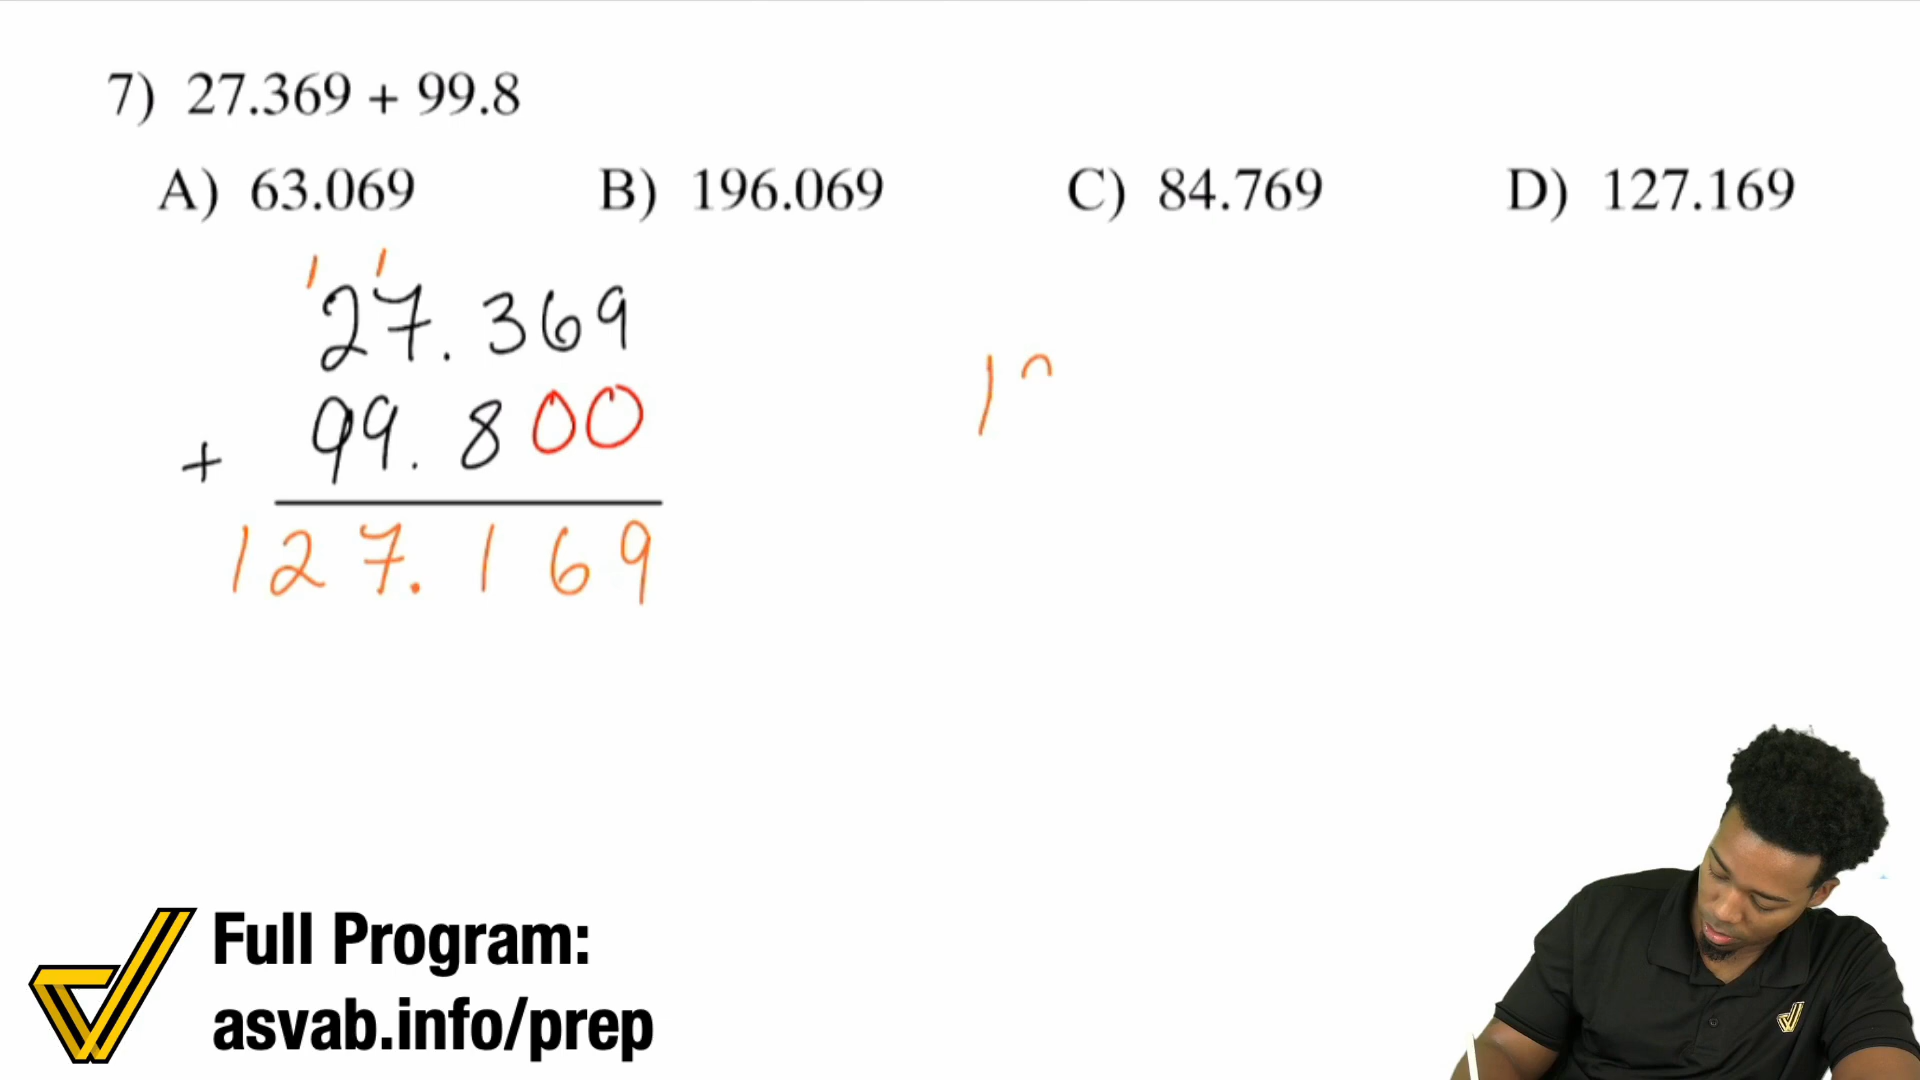 7) 27.369 + 99.8
A) 63.069 B) 196.069 C) 84.769 D) 127.169
1 1
27.369
+ 99.800
127.169
1
Full Program:
asvab.info/prep